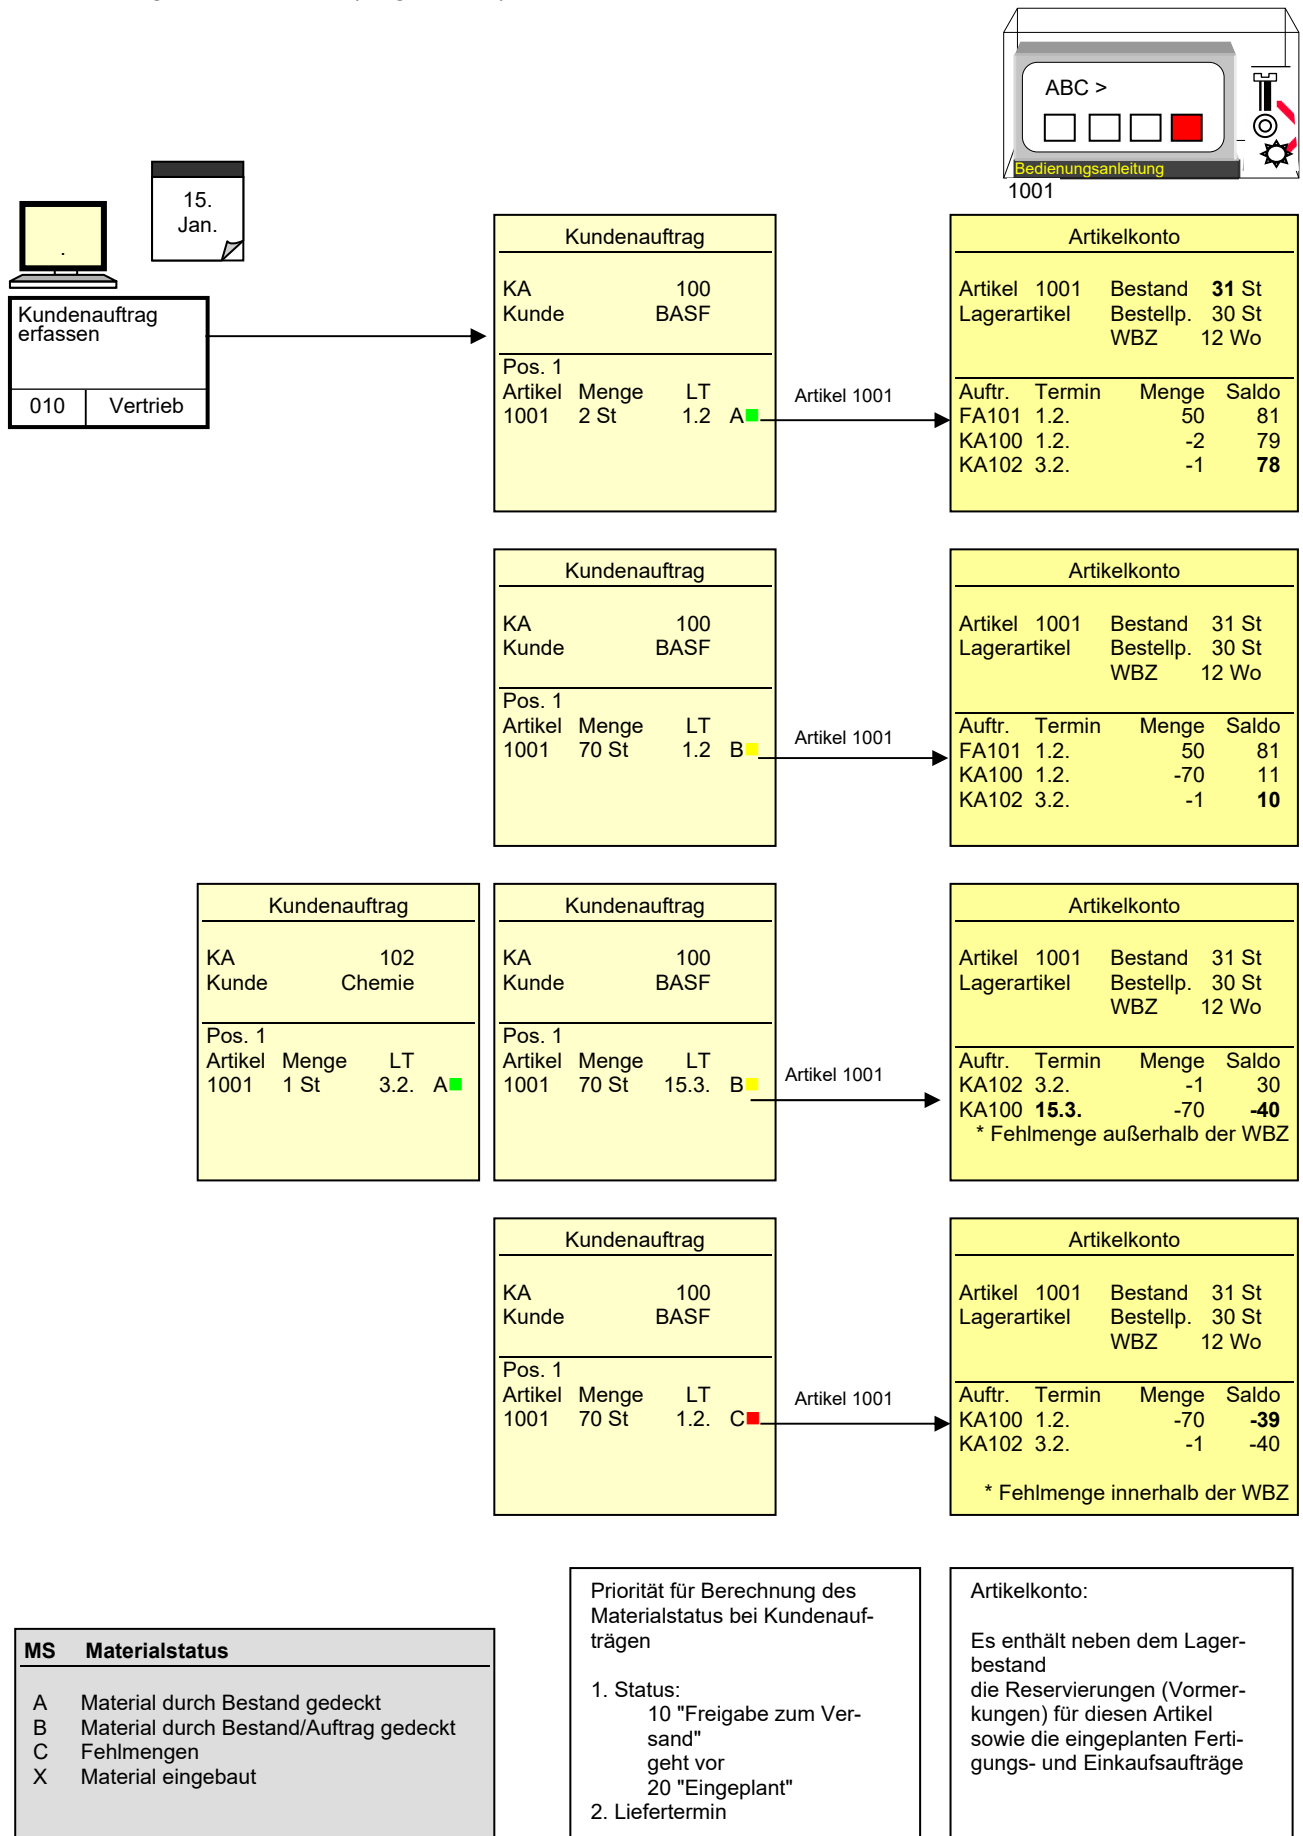 ABC >
Bedienungsanleitung
1001
15.
Jan.
.
Kundenauftrag
erfassen
010 Vertrieb
Kundenauftrag
KA 100
Kunde BASF
Pos. 1
Artikel Menge LT
1001 2 St 1.2 A
Artikel 1001
Artikelkonto
Artikel 1001 Bestand 31 St
Lagerartikel Bestellp. 30 St
WBZ 12 Wo
Auftr. Termin Menge Saldo
FA101 1.2. 50 81
KA100 1.2. -2 79
KA102 3.2. -1 78
Kundenauftrag
KA 100
Kunde BASF
Pos. 1
Artikel Menge LT
1001 70 St 1.2 B
Artikel 1001
Artikelkonto
Artikel 1001 Bestand 31 St
Lagerartikel Bestellp. 30 St
WBZ 12 Wo
Auftr. Termin Menge Saldo
FA101 1.2. 50 81
KA100 1.2. -70 11
KA102 3.2. -1 10
Kundenauftrag
KA 102
Kunde Chemie
Pos. 1
Artikel Menge LT
1001 1 St 3.2. A
Kundenauftrag
KA 100
Kunde BASF
Pos. 1
Artikel Menge LT
1001 70 St 15.3. B
Artikel 1001
Artikelkonto
Artikel 1001 Bestand 31 St
Lagerartikel Bestellp. 30 St
WBZ 12 Wo
Auftr. Termin Menge Saldo
KA102 3.2. -1 30
KA100 15.3. -70 -40
* Fehlmenge außerhalb der WBZ
Kundenauftrag
KA 100
Kunde BASF
Pos. 1
Artikel Menge LT
1001 70 St 1.2. C
Artikel 1001
Artikelkonto
Artikel 1001 Bestand 31 St
Lagerartikel Bestellp. 30 St
WBZ 12 Wo
Auftr. Termin Menge Saldo
KA100 1.2. -70 -39
KA102 3.2. -1 -40
* Fehlmenge innerhalb der WBZ
MS Materialstatus
A Material durch Bestand gedeckt
B Material durch Bestand/Auftrag gedeckt
C Fehlmengen
X Material eingebaut
Priorität für Berechnung des
Materialstatus bei Kundenauf-
trägen
1. Status:
10 "Freigabe zum Ver-
sand"
geht vor
20 "Eingeplant"
2. Liefertermin
Artikelkonto:
Es enthält neben dem Lager-
bestand
die Reservierungen (Vormer-
kungen) für diesen Artikel
sowie die eingeplanten Ferti-
gungs- und Einkaufsaufträge